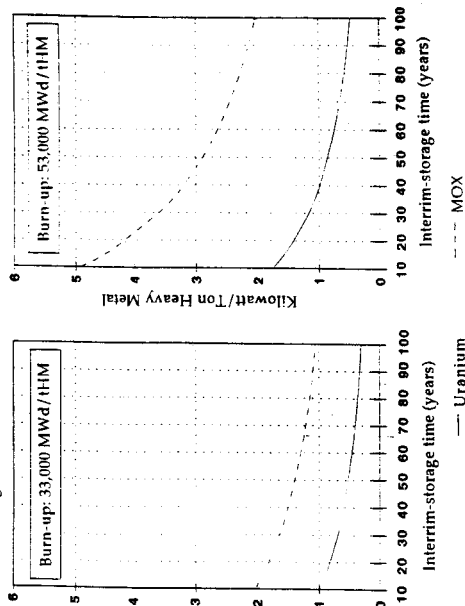 Burn-up: 33,000 MWd/tHM
6
5
4
3
2
1
0
10 20 30 40 50 60 70 80 90 100
Interrim-storage time (years)
Burn-up: 53,000 MWd/tHM
Kilowatt/Ton Heavy Metal
6
5
4
3
2
1
0
10 20 30 40 50 60 70 80 90 100
Interrim-storage time (years)
Uranium
MOX